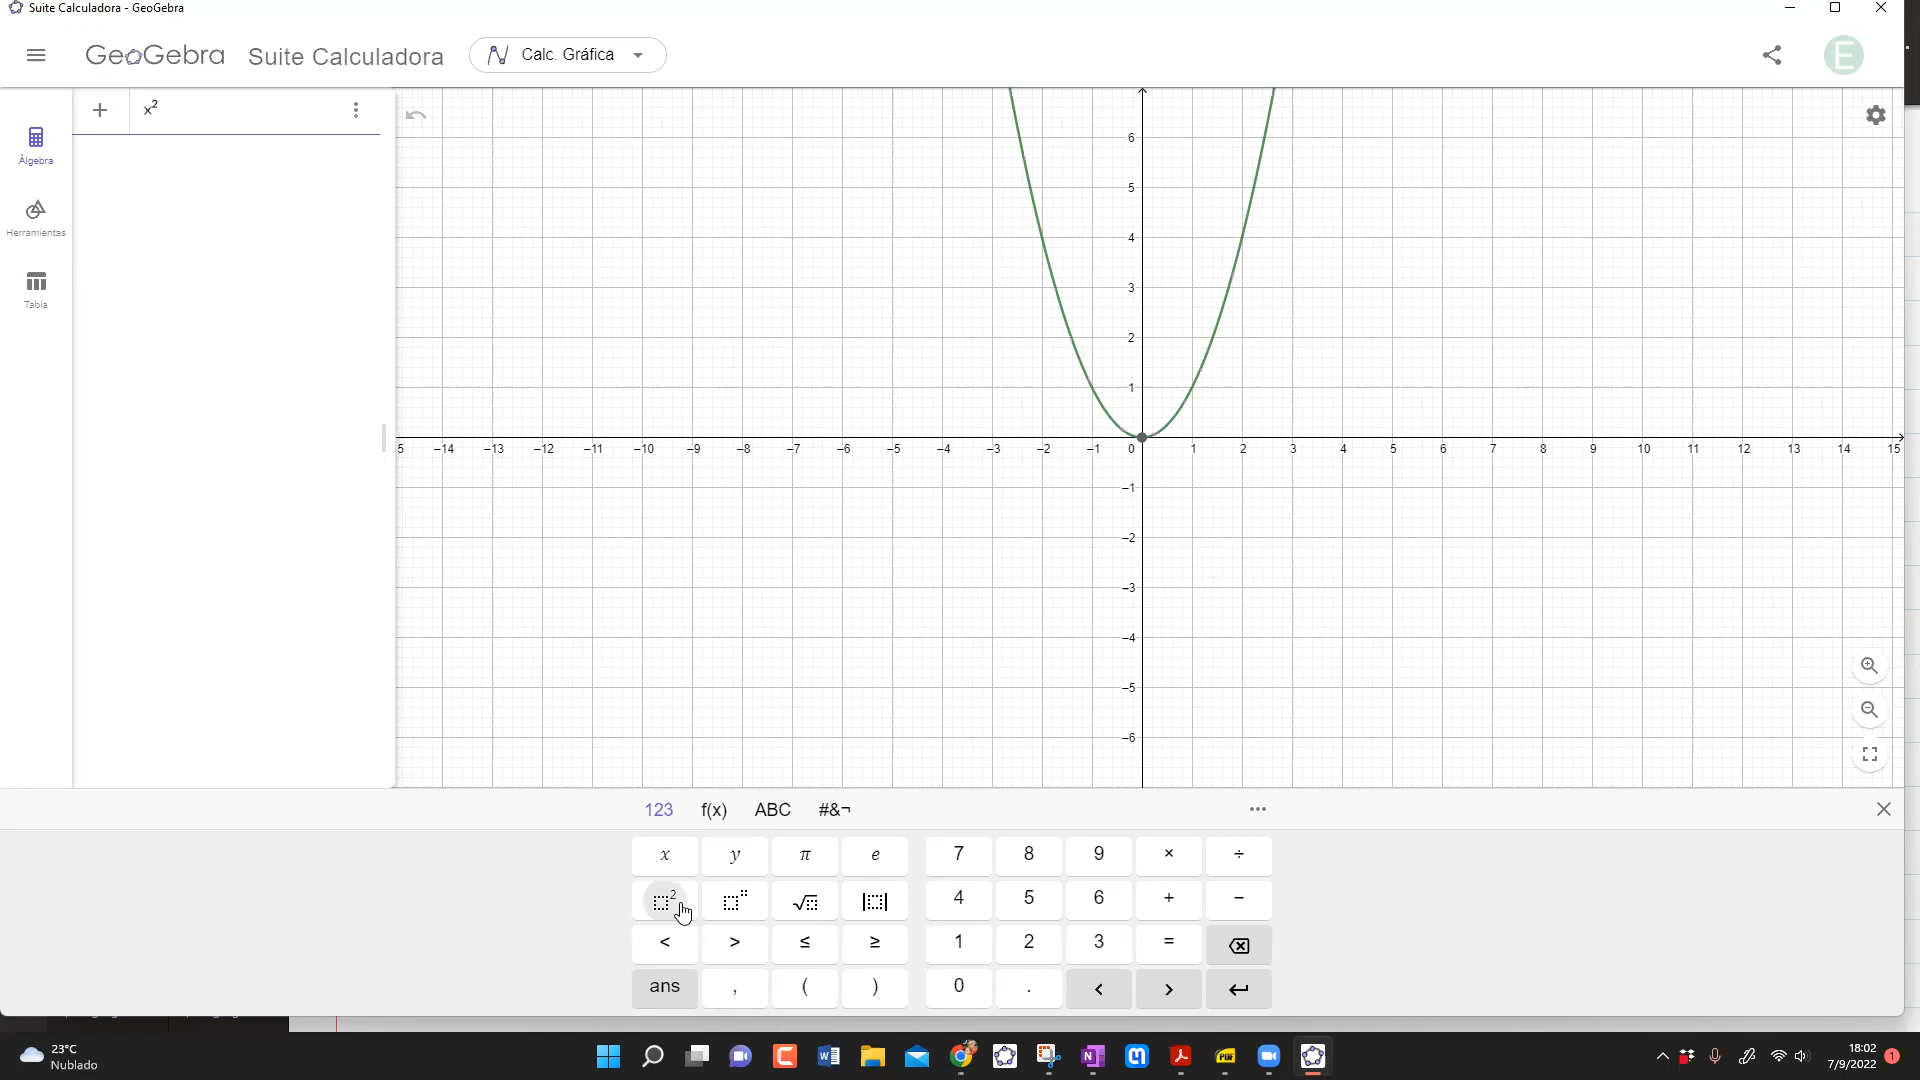 Suite Calculadora - GeoGebra
GeoGebra Suite Calculadora Calc. Gráfica E
x²
Álgebra
Herramientas
Tabla
6
5
4
3
2
1
5 −14 −13 −12 −11 −10 −9 −8 −7 −6 −5 −4 −3 −2 −1 0 1 2 3 4 5 6 7 8 9 10 11 12 13 14 15
−1
−2
−3
−4
−5
−6
123 f(x) ABC #&¬
x y π e 7 8 9 × ÷
2 √ 4 5 6 + −
< > ≤ ≥ 1 2 3 =
ans , ( ) 0 . < >
23°C
Nublado
18:02
7/9/2022
1